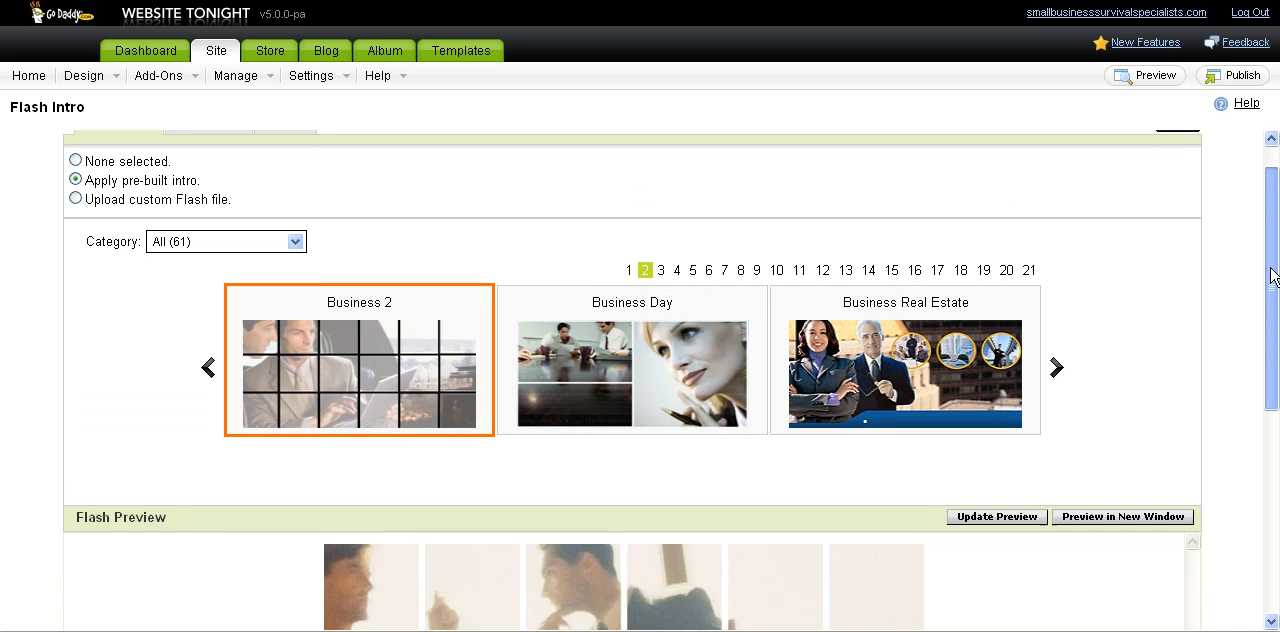 Go Daddy.com WEBSITE TONIGHT v5.0.0-pa smallbusinesssurvivalspecialists.com Log Out
Dashboard Site Store Blog Album Templates New Features Feedback
Home Design Add-Ons Manage Settings Help Preview Publish
Flash Intro Help
None selected.
Apply pre-built intro.
Upload custom Flash file.
Category: All (61)
1 2 3 4 5 6 7 8 9 10 11 12 13 14 15 16 17 18 19 20 21
Business 2 Business Day Business Real Estate
Flash Preview Update Preview Preview in New Window